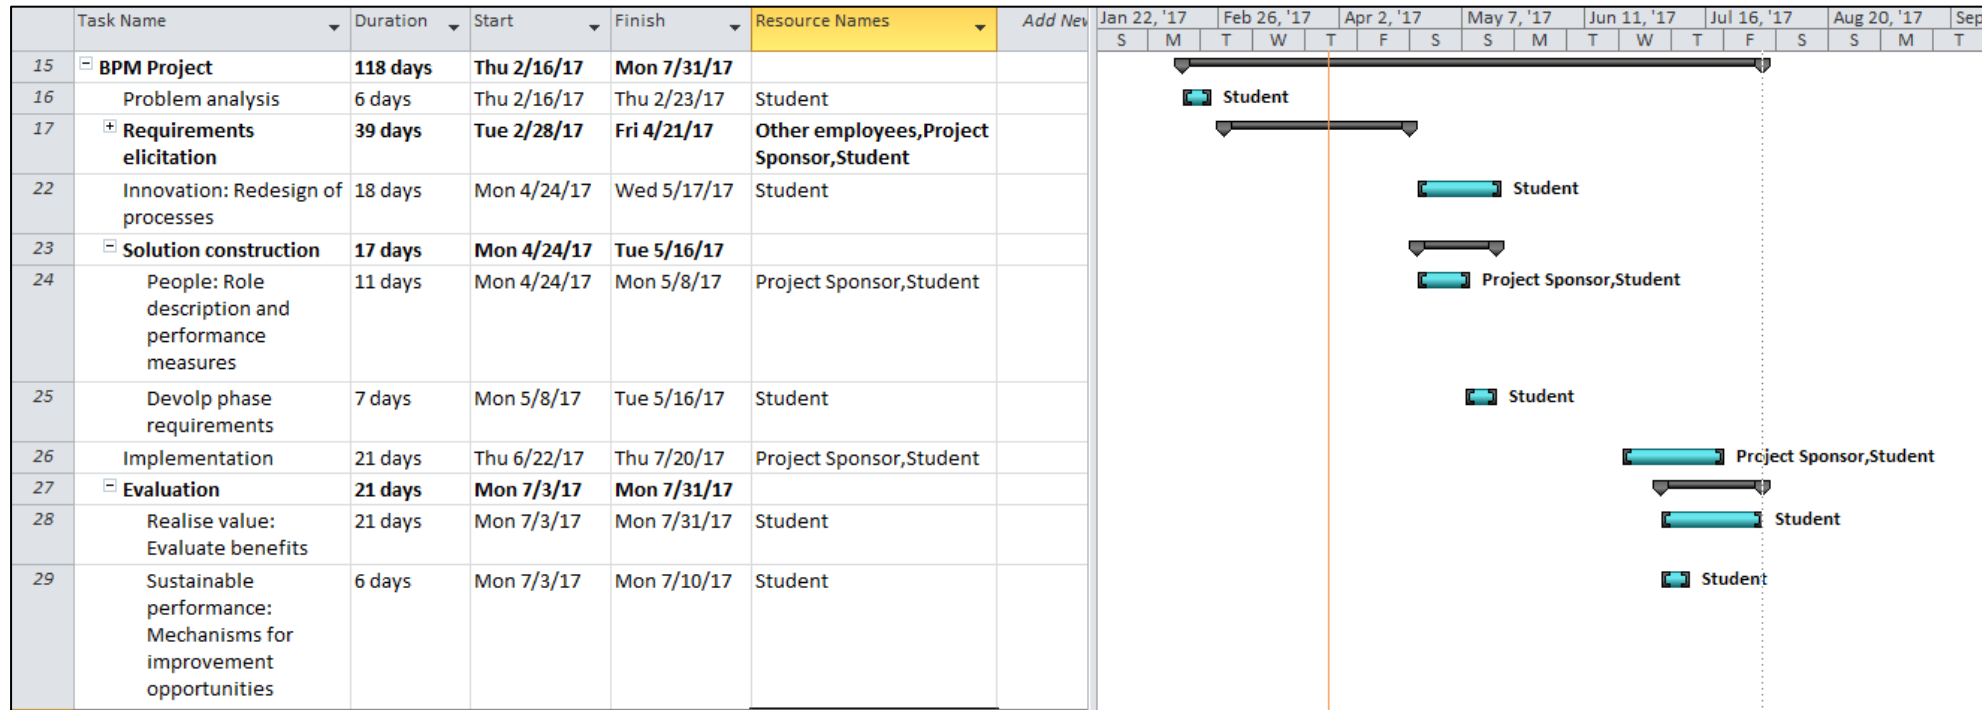 Task Name Duration Start Finish Resource Names Add New Jan 22, '17 Feb 26, '17 Apr 2, '17 May 7, '17 Jun 11, '17 Jul 16, '17 Aug 20, '17 Sep
S M T W T F S S M T W T F S S M T
15 BPM Project 118 days Thu 2/16/17 Mon 7/31/17
16 Problem analysis 6 days Thu 2/16/17 Thu 2/23/17 Student Student
17 Requirements 39 days Tue 2/28/17 Fri 4/21/17 Other employees,Project
elicitation Sponsor,Student
22 Innovation: Redesign of 18 days Mon 4/24/17 Wed 5/17/17 Student Student
processes
23 Solution construction 17 days Mon 4/24/17 Tue 5/16/17
24 People: Role 11 days Mon 4/24/17 Mon 5/8/17 Project Sponsor,Student Project Sponsor,Student
description and
performance
measures
25 Devolp phase 7 days Mon 5/8/17 Tue 5/16/17 Student Student
requirements
26 Implementation 21 days Thu 6/22/17 Thu 7/20/17 Project Sponsor,Student Project Sponsor,Student
27 Evaluation 21 days Mon 7/3/17 Mon 7/31/17
28 Realise value: 21 days Mon 7/3/17 Mon 7/31/17 Student Student
Evaluate benefits
29 Sustainable 6 days Mon 7/3/17 Mon 7/10/17 Student Student
performance:
Mechanisms for
improvement
opportunities